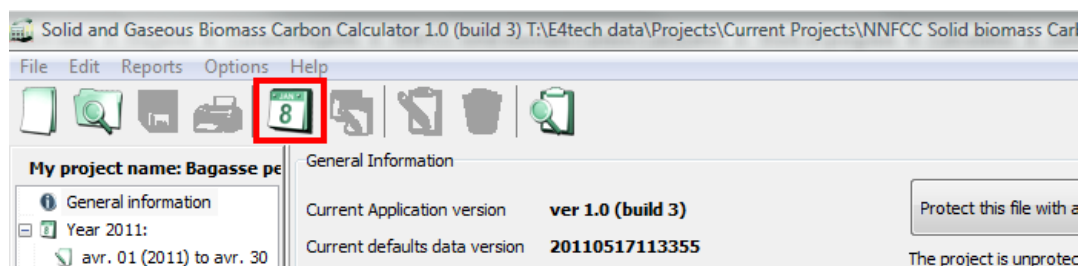 Solid and Gaseous Biomass Carbon Calculator 1.0 (build 3) T:\E4tech data\Projects\Current Projects\NNFCC Solid biomass Carl
File Edit Reports Options Help
JAN
8
My project name: Bagasse pe
General information
Year 2011:
avr. 01 (2011) to avr. 30
General Information
Current Application version ver 1.0 (build 3)
Current defaults data version 20110517113355
Protect this file with a
The project is unprotec